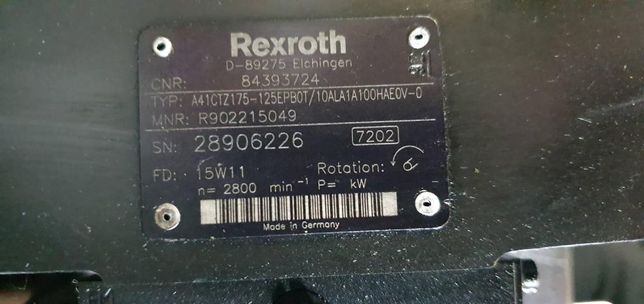 Rexroth
D-89275 Elchingen
CNR: 84393724
TYP: A41CTZ175-125EPB0T/10ALA1A100HAE0V-0
MNR: R902215049
SN: 28906226 7202
FD: 15W11 Rotation:
n= 2800 min⁻¹ P= kW
Made in Germany